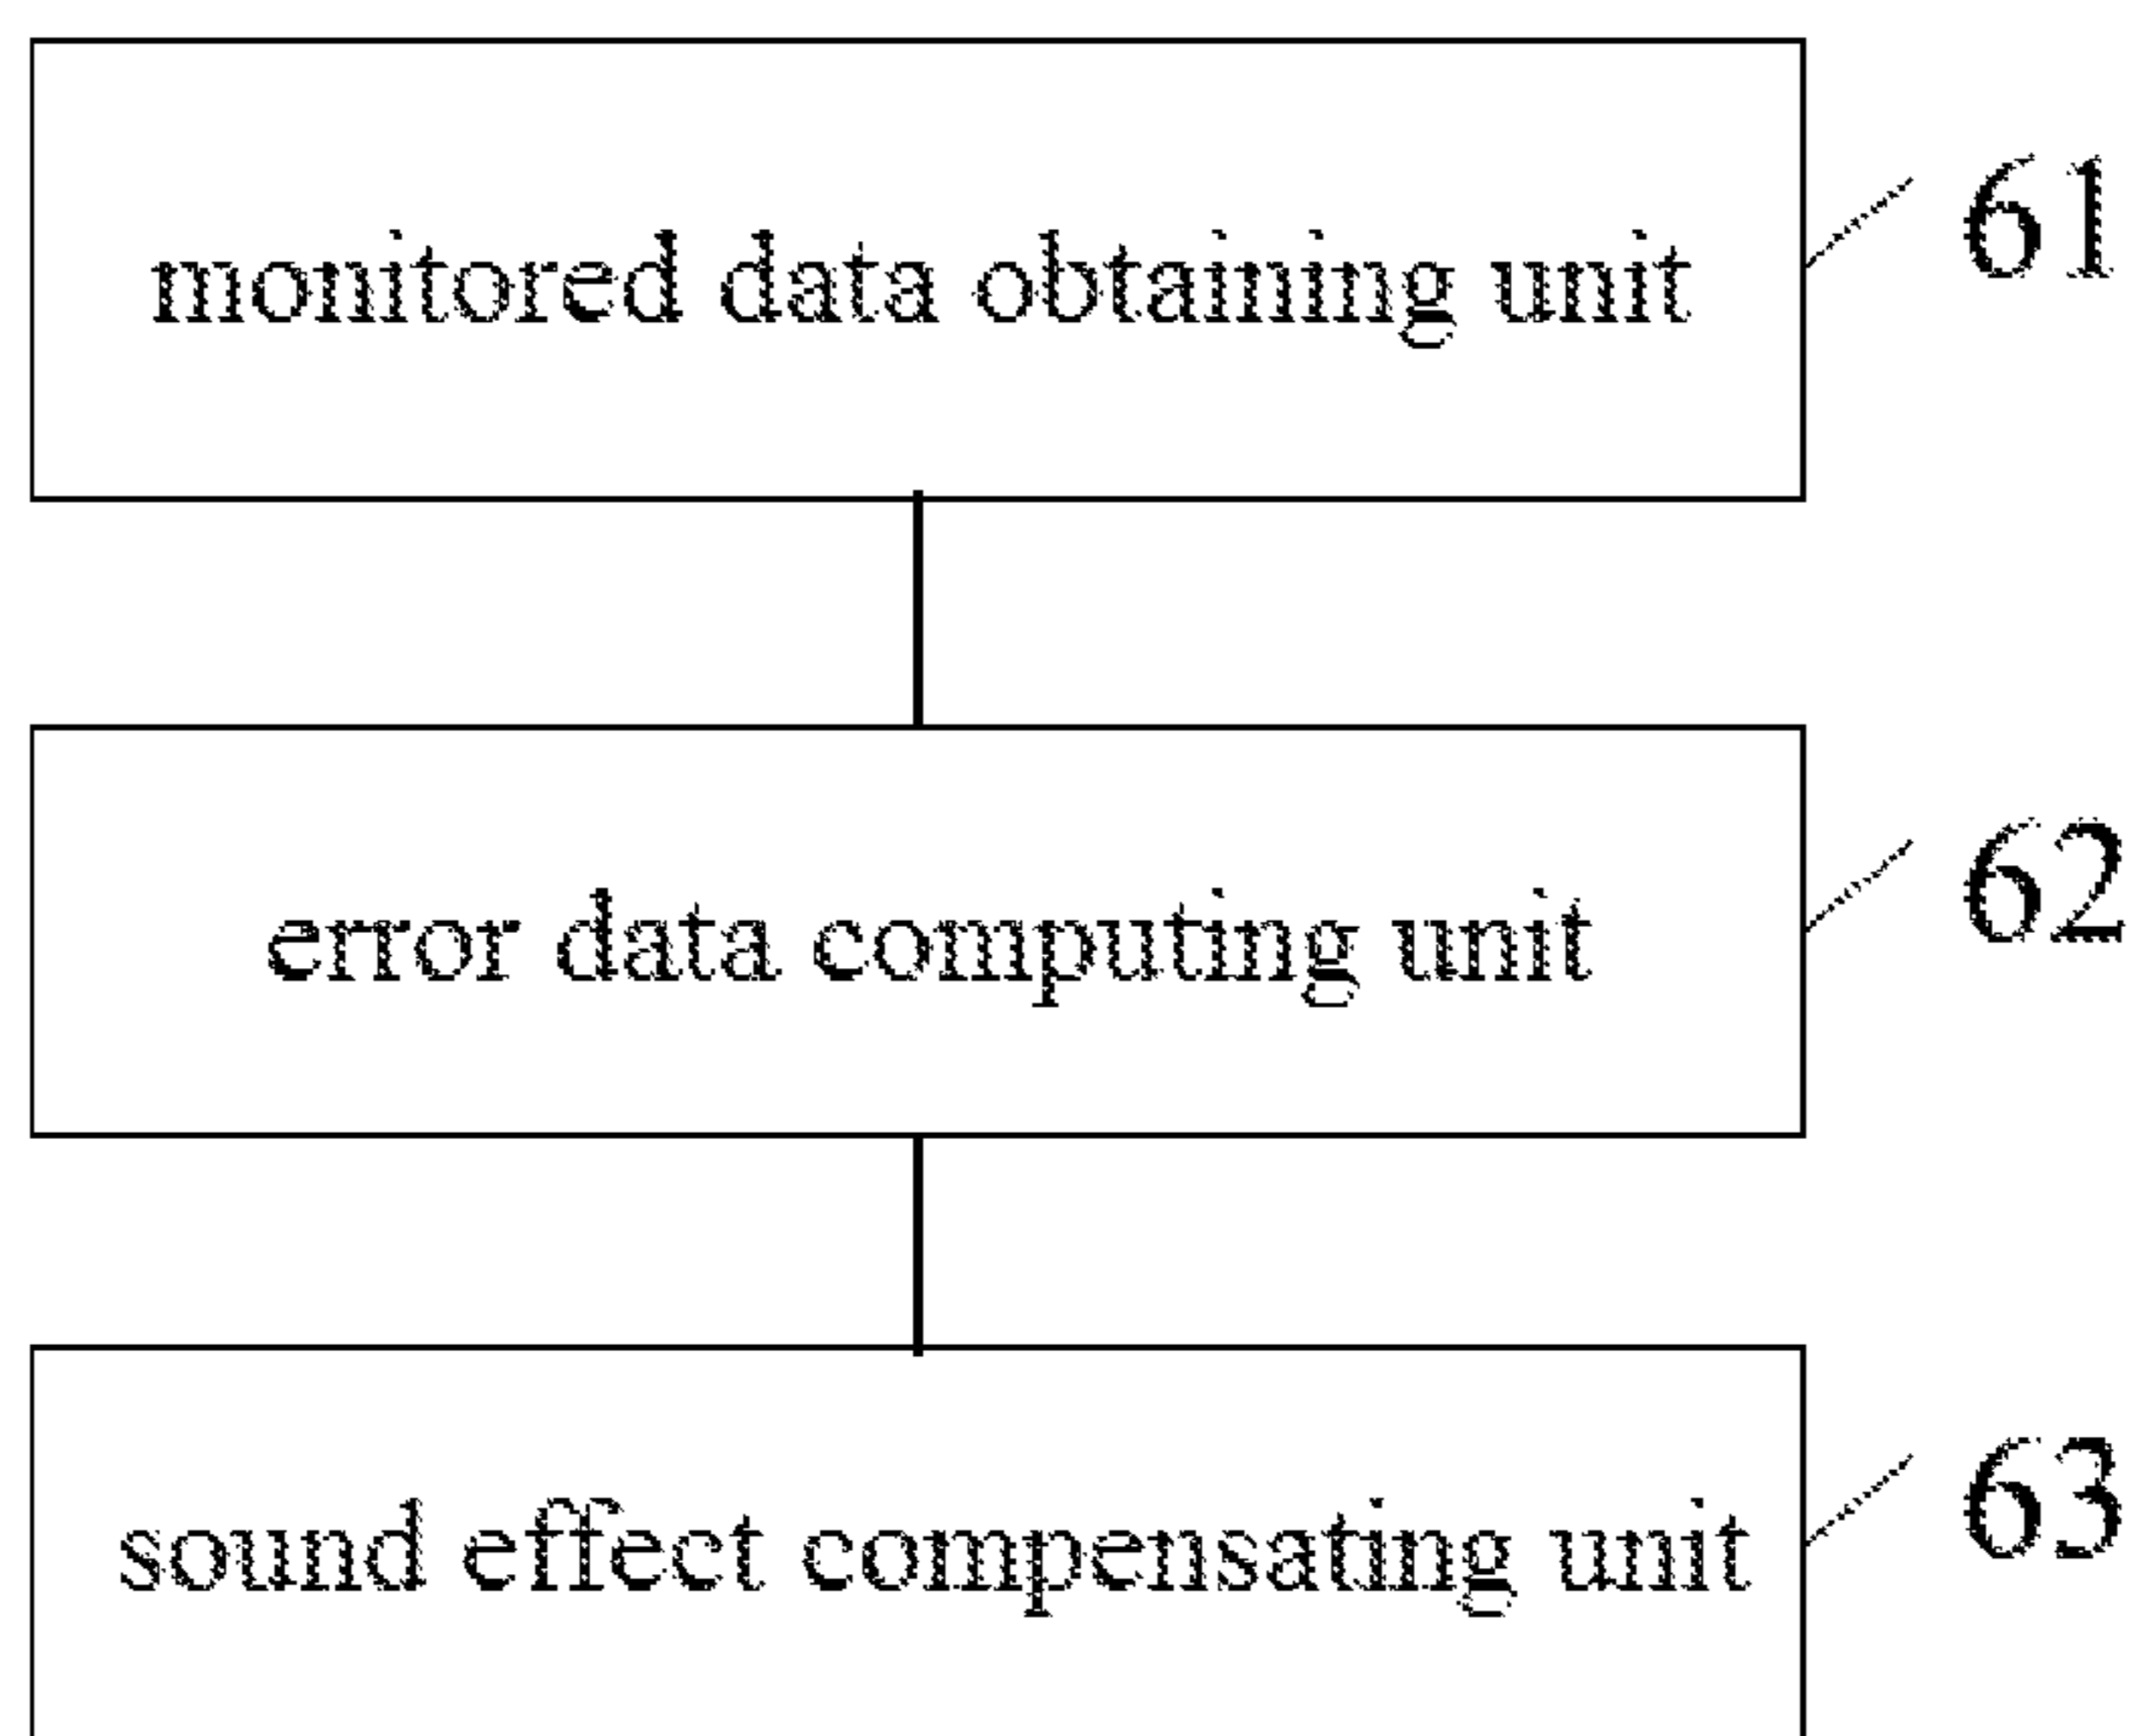 monitored data obtaining unit 61
error data computing unit 62
sound effect compensating unit 63